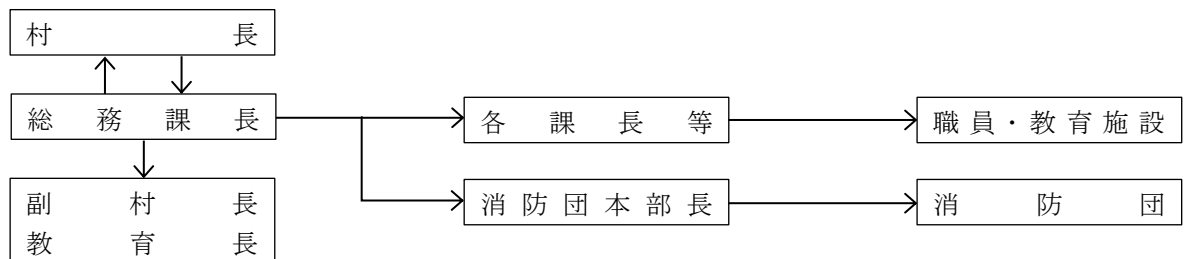 村長
総務課長
各課長等
職員・教育施設
副村長
教育長
消防団本部長
消防団